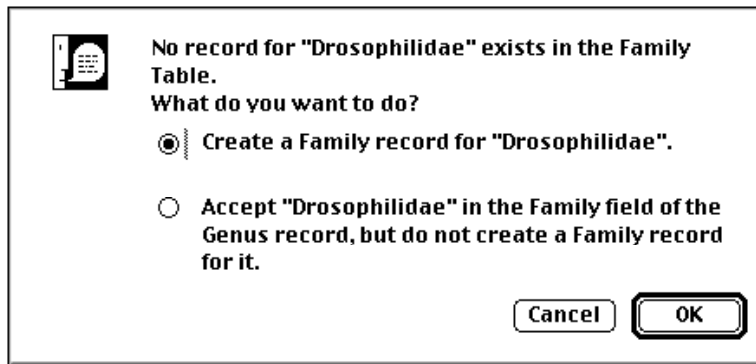 No record for "Drosophilidae" exists in the Family
Table.
What do you want to do?
Create a Family record for "Drosophilidae".
Accept "Drosophilidae" in the Family field of the
Genus record, but do not create a Family record
for it.
Cancel OK